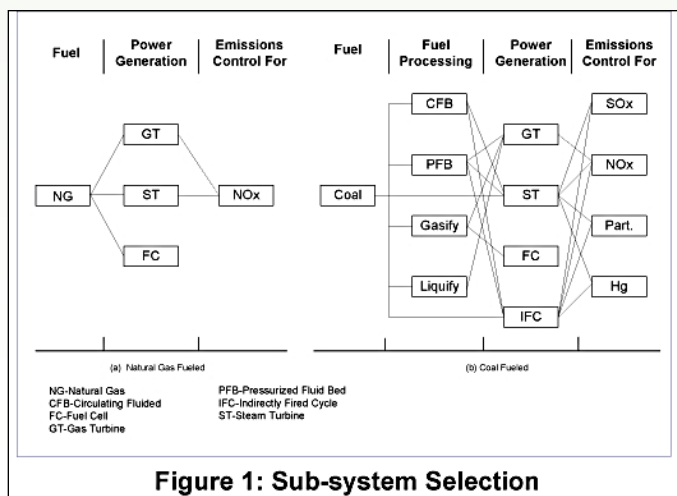 Fuel
Power
Generation
Emissions
Control For
NG
GT
ST
FC
NOx
(a) Natural Gas Fueled
Fuel
Fuel
Processing
Power
Generation
Emissions
Control For
Coal
CFB
PFB
Gasify
Liquify
GT
ST
FC
IFC
SOx
NOx
Part.
Hg
(b) Coal Fueled
NG-Natural Gas
CFB-Circulating Fluided
FC-Fuel Cell
GT-Gas Turbine
PFB-Pressurized Fluid Bed
IFC-Indirectly Fired Cycle
ST-Steam Turbine
Figure 1: Sub-system Selection